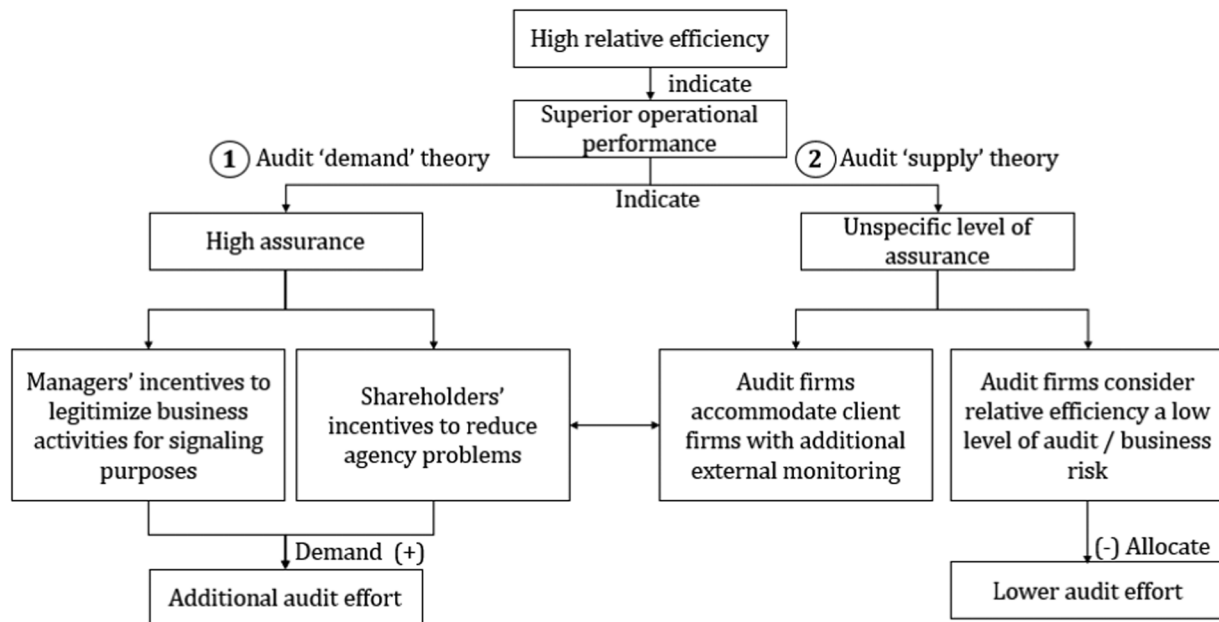 High relative efficiency
indicate
Superior operational
performance
1 Audit ‘demand’ theory
2 Audit ‘supply’ theory
Indicate
High assurance
Unspecific level of
assurance
Managers’ incentives to
legitimize business
activities for signaling
purposes
Shareholders’
incentives to reduce
agency problems
Audit firms
accommodate client
firms with additional
external monitoring
Audit firms consider
relative efficiency a low
level of audit / business
risk
Demand (+)
(-) Allocate
Additional audit effort
Lower audit effort